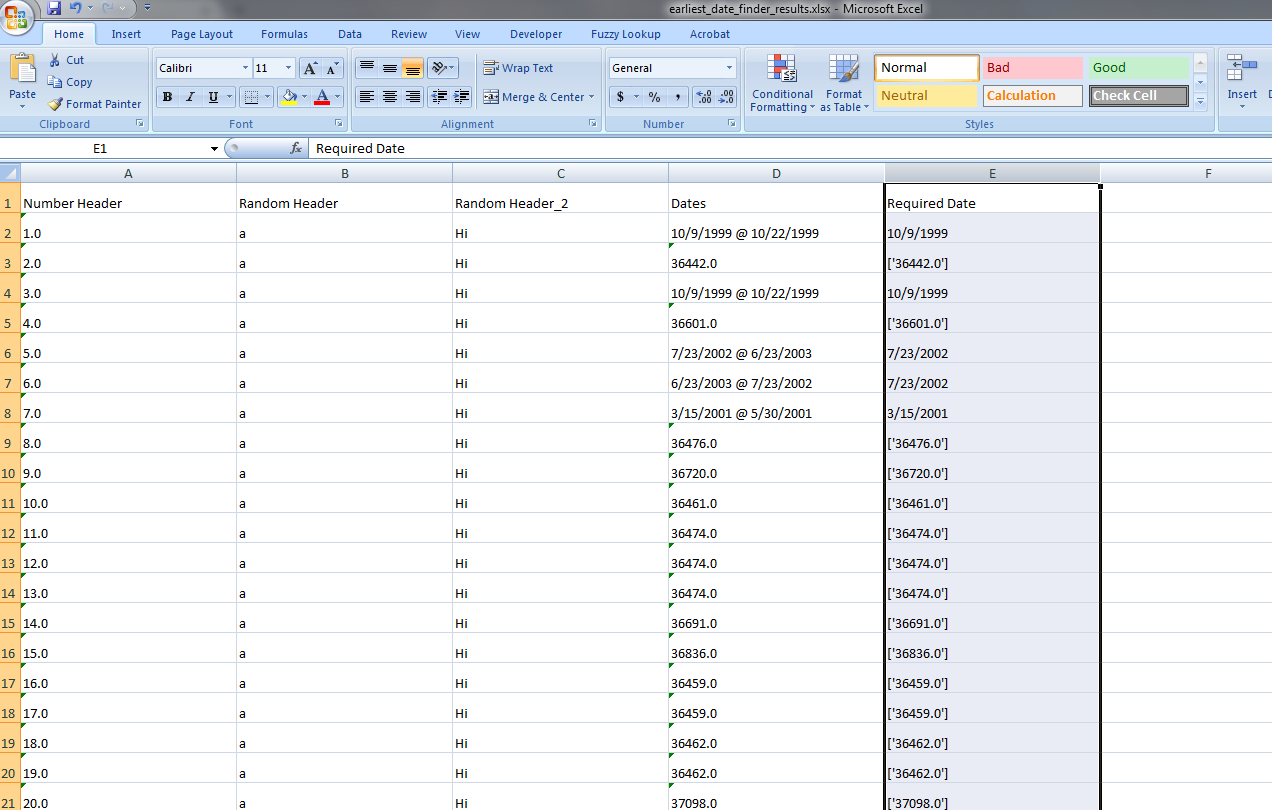 earliest_date_finder_results.xlsx - Microsoft Excel
Home Insert Page Layout Formulas Data Review View Developer Fuzzy Lookup Acrobat
Paste
Cut
Copy
Format Painter
Clipboard
Calibri 11 A A
B I U A
Font
Wrap Text
Merge & Center
Alignment
General
$ % , .00 .0 .00
Number
Conditional Formatting
Format as Table
Normal Bad Good
Neutral Calculation Check Cell
Styles
Insert
E1 fx Required Date
A B C D E F
1 Number Header Random Header Random Header_2 Dates Required Date
2 1.0 a Hi 10/9/1999 @ 10/22/1999 10/9/1999
3 2.0 a Hi 36442.0 ['36442.0']
4 3.0 a Hi 10/9/1999 @ 10/22/1999 10/9/1999
5 4.0 a Hi 36601.0 ['36601.0']
6 5.0 a Hi 7/23/2002 @ 6/23/2003 7/23/2002
7 6.0 a Hi 6/23/2003 @ 7/23/2002 7/23/2002
8 7.0 a Hi 3/15/2001 @ 5/30/2001 3/15/2001
9 8.0 a Hi 36476.0 ['36476.0']
10 9.0 a Hi 36720.0 ['36720.0']
11 10.0 a Hi 36461.0 ['36461.0']
12 11.0 a Hi 36474.0 ['36474.0']
13 12.0 a Hi 36474.0 ['36474.0']
14 13.0 a Hi 36474.0 ['36474.0']
15 14.0 a Hi 36691.0 ['36691.0']
16 15.0 a Hi 36836.0 ['36836.0']
17 16.0 a Hi 36459.0 ['36459.0']
18 17.0 a Hi 36459.0 ['36459.0']
19 18.0 a Hi 36462.0 ['36462.0']
20 19.0 a Hi 36462.0 ['36462.0']
21 20.0 a Hi 37098.0 ['37098.0']